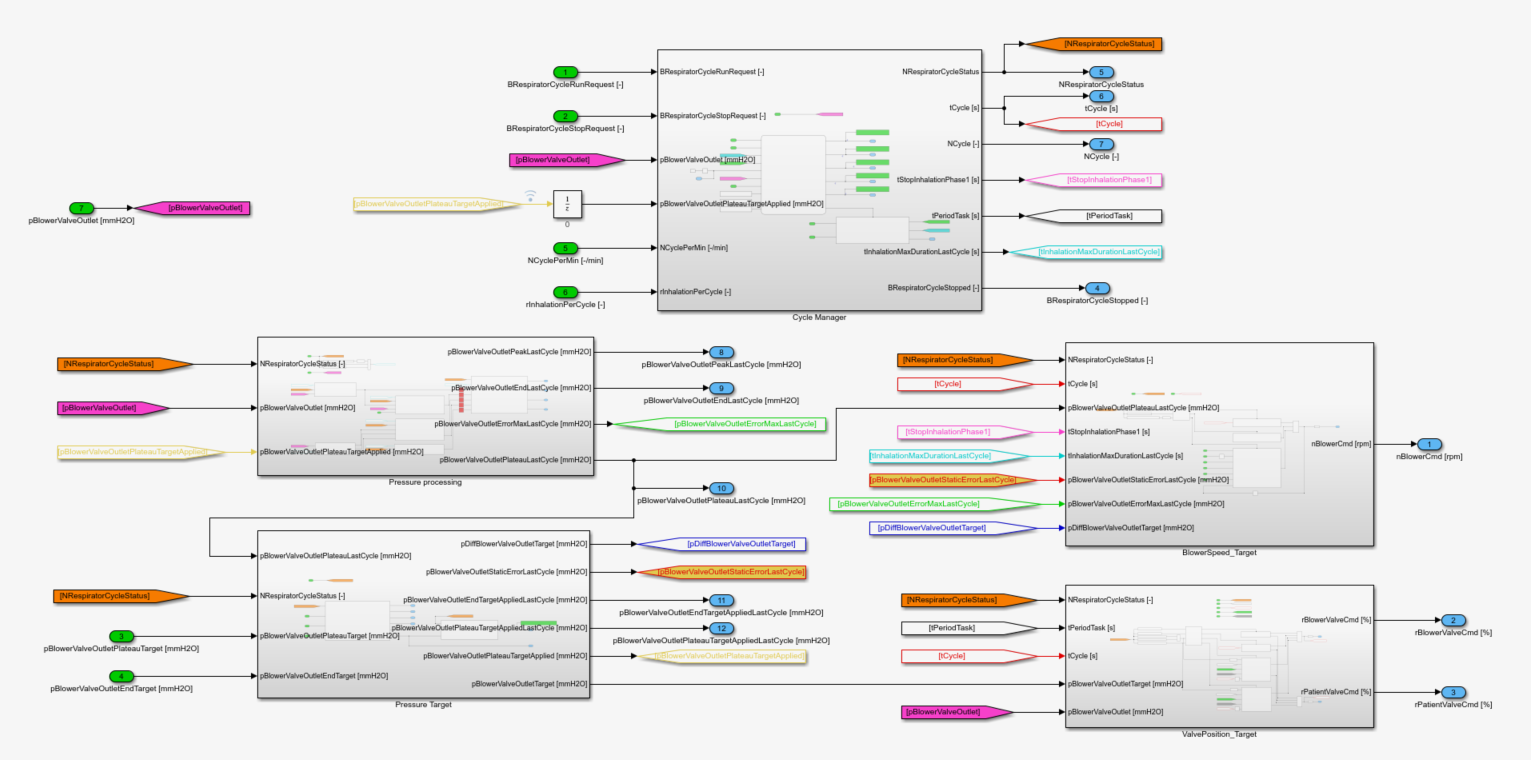 [NRespiratorCycleStatus]
1
BRespiratorCycleRunRequest [-]
BRespiratorCycleRunRequest [-]
NRespiratorCycleStatus
5
NRespiratorCycleStatus
6
tCycle [s]
tCycle [s]
[tCycle]
2
BRespiratorCycleStopRequest [-]
BRespiratorCycleStopRequest [-]
NCycle [-]
7
NCycle [-]
[pBlowerValveOutlet]
pBlowerValveOutlet [mmH2O]
tStopInhalationPhase1 [s]
[tStopInhalationPhase1]
7
pBlowerValveOutlet [mmH2O]
[pBlowerValveOutlet]
[pBlowerValveOutletPlateauTargetApplied]
1
z
0
pBlowerValveOutletPlateauTargetApplied [mmH2O]
tPeriodTask [s]
[tPeriodTask]
5
NCyclePerMin [-/min]
NCyclePerMin [-/min]
tInhalationMaxDurationLastCycle [s]
[tInhalationMaxDurationLastCycle]
6
rInhalationPerCycle [-]
rInhalationPerCycle [-]
BRespiratorCycleStopped [-]
4
BRespiratorCycleStopped [-]
Cycle Manager
[NRespiratorCycleStatus]
NRespiratorCycleStatus [-]
[pBlowerValveOutlet]
pBlowerValveOutlet [mmH2O]
[pBlowerValveOutletPlateauTargetApplied]
pBlowerValveOutletPlateauTargetApplied [mmH2O]
pBlowerValveOutletPeakLastCycle [mmH2O]
8
pBlowerValveOutletPeakLastCycle [mmH2O]
pBlowerValveOutletEndLastCycle [mmH2O]
9
pBlowerValveOutletEndLastCycle [mmH2O]
pBlowerValveOutletErrorMaxLastCycle [mmH2O]
[pBlowerValveOutletErrorMaxLastCycle]
pBlowerValveOutletPlateauLastCycle [mmH2O]
10
pBlowerValveOutletPlateauLastCycle [mmH2O]
Pressure processing
pBlowerValveOutletPlateauLastCycle [mmH2O]
[NRespiratorCycleStatus]
NRespiratorCycleStatus [-]
3
pBlowerValveOutletPlateauTarget [mmH2O]
pBlowerValveOutletPlateauTarget [mmH2O]
4
pBlowerValveOutletEndTarget [mmH2O]
pBlowerValveOutletEndTarget [mmH2O]
pDiffBlowerValveOutletTarget [mmH2O]
[pDiffBlowerValveOutletTarget]
pBlowerValveOutletStaticErrorLastCycle [mmH2O]
[pBlowerValveOutletStaticErrorLastCycle]
pBlowerValveOutletEndTargetAppliedLastCycle [mmH2O]
11
pBlowerValveOutletEndTargetAppliedLastCycle [mmH2O]
pBlowerValveOutletPlateauTargetAppliedLastCycle [mmH2O]
12
pBlowerValveOutletPlateauTargetAppliedLastCycle [mmH2O]
pBlowerValveOutletPlateauTargetApplied [mmH2O]
[pBlowerValveOutletPlateauTargetApplied]
pBlowerValveOutletTarget [mmH2O]
Pressure Target
[NRespiratorCycleStatus]
NRespiratorCycleStatus [-]
[tCycle]
tCycle [s]
pBlowerValveOutletPlateauLastCycle [mmH2O]
[tStopInhalationPhase1]
tStopInhalationPhase1 [s]
[tInhalationMaxDurationLastCycle]
tInhalationMaxDurationLastCycle [s]
[pBlowerValveOutletStaticErrorLastCycle]
pBlowerValveOutletStaticErrorLastCycle [mmH2O]
[pBlowerValveOutletErrorMaxLastCycle]
pBlowerValveOutletErrorMaxLastCycle [mmH2O]
[pDiffBlowerValveOutletTarget]
pDiffBlowerValveOutletTarget [mmH2O]
nBlowerCmd [rpm]
1
nBlowerCmd [rpm]
BlowerSpeed_Target
[NRespiratorCycleStatus]
NRespiratorCycleStatus [-]
[tPeriodTask]
tPeriodTask [s]
[tCycle]
tCycle [s]
pBlowerValveOutletTarget [mmH2O]
[pBlowerValveOutlet]
pBlowerValveOutlet [mmH2O]
rBlowerValveCmd [%]
2
rBlowerValveCmd [%]
rPatientValveCmd [%]
3
rPatientValveCmd [%]
ValvePosition_Target